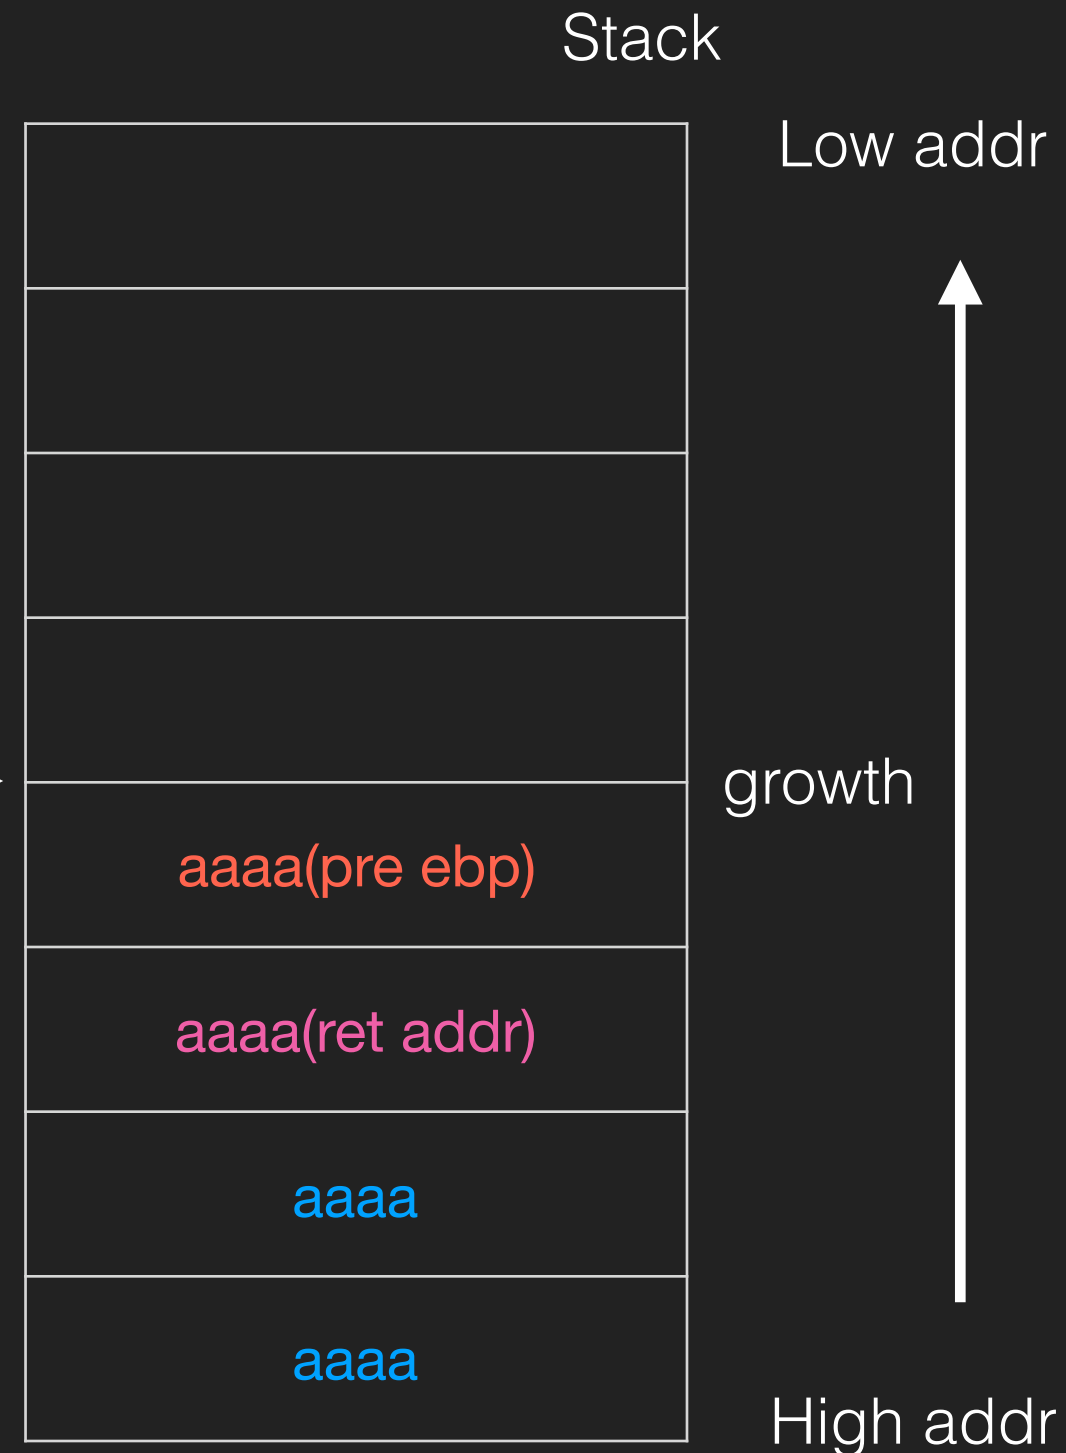 Stack
Low addr
growth
aaaa(pre ebp)
aaaa(ret addr)
aaaa
aaaa
High addr